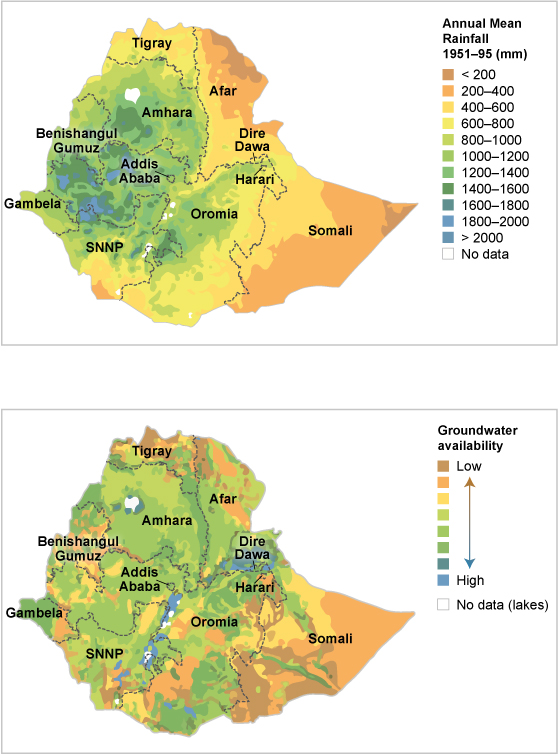 Annual Mean
Rainfall
1951–95 (mm)
< 200
200–400
400–600
600–800
800–1000
1000–1200
1200–1400
1400–1600
1600–1800
1800–2000
> 2000
No data
Tigray
Afar
Amhara
Benishangul
Gumuz
Dire
Dawa
Addis
Ababa
Harari
Gambela
Oromia
Somali
SNNP
Groundwater
availability
Low
High
No data (lakes)
Tigray
Afar
Amhara
Benishangul
Gumuz
Dire
Dawa
Addis
Ababa
Harari
Gambela
Oromia
Somali
SNNP